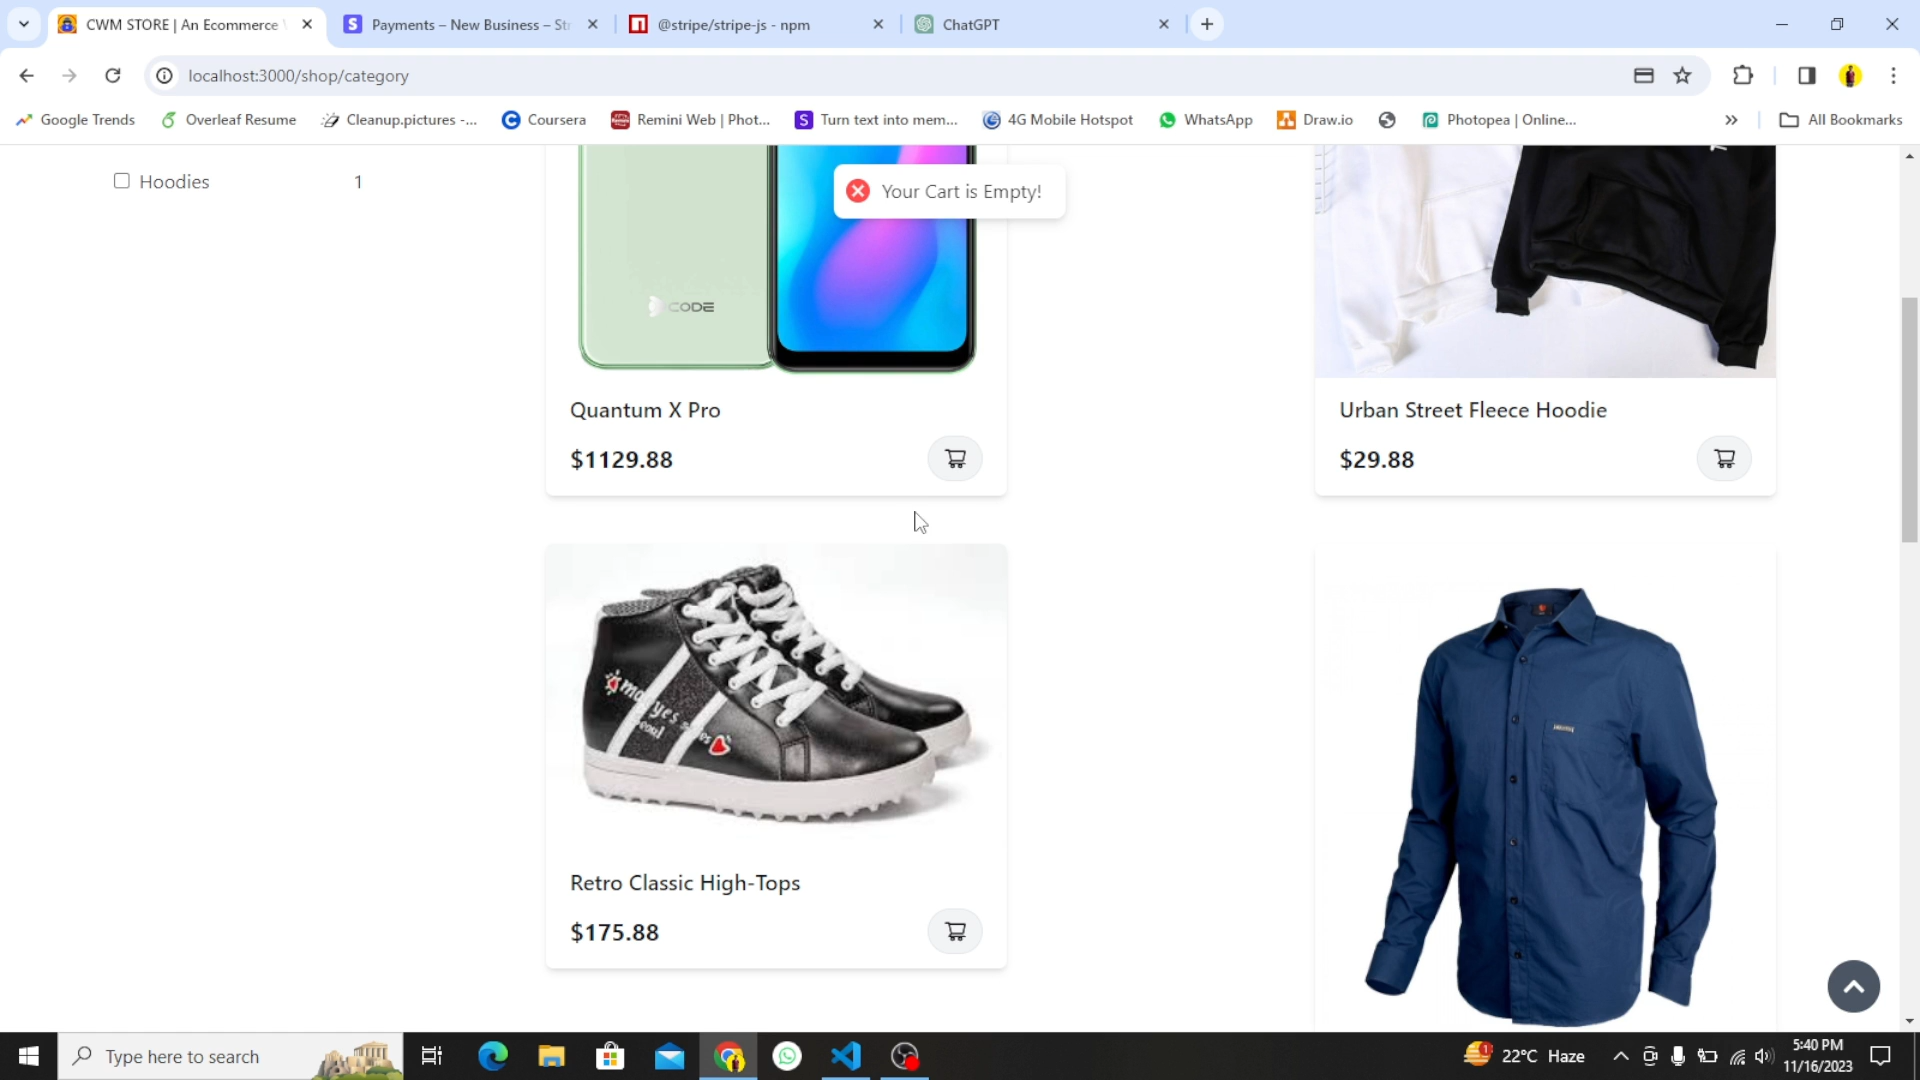 CWM STORE | An Ecommerce
Payments – New Business – Str
@stripe/stripe-js - npm
ChatGPT
localhost:3000/shop/category
Google Trends
Overleaf Resume
Cleanup.pictures -...
Coursera
Remini Web | Phot...
Turn text into mem...
4G Mobile Hotspot
WhatsApp
Draw.io
Photopea | Online...
All Bookmarks
Hoodies 1
Your Cart is Empty!
CODE
Quantum X Pro
$1129.88
Urban Street Fleece Hoodie
$29.88
Retro Classic High-Tops
$175.88
Type here to search
22°C Haze
5:40 PM
11/16/2023